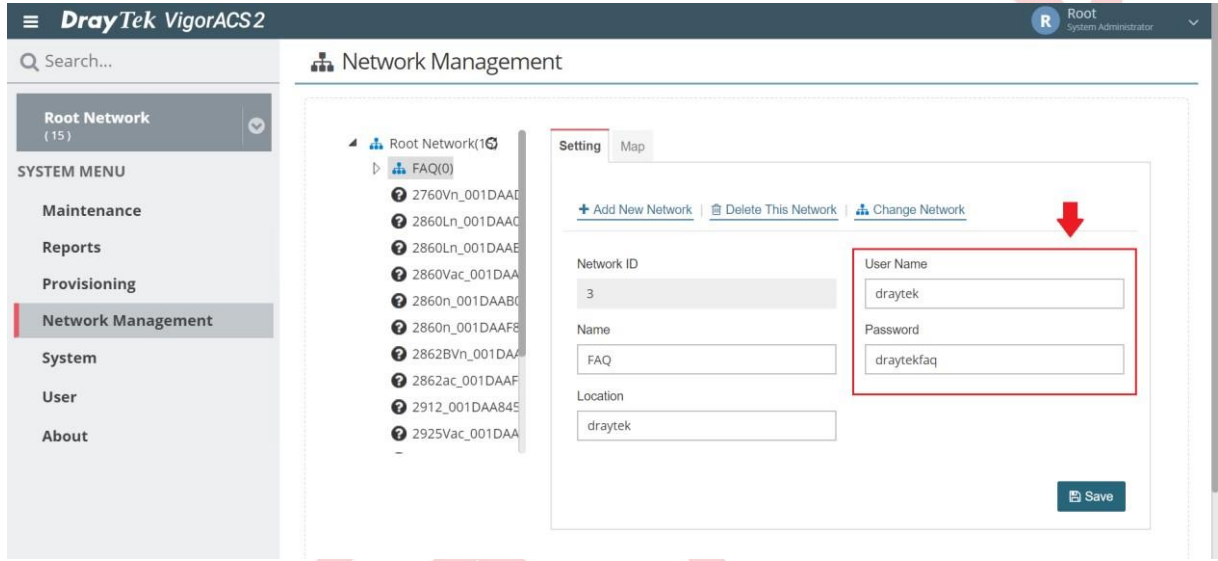 DrayTek VigorACS 2
R
Root
System Administrator
Search...
Network Management
Root Network
(15)
SYSTEM MENU
Maintenance
Reports
Provisioning
Network Management
System
User
About
FAQ(0)
2760Vn_001DAAD
2860Ln_001DAAC
2860Ln_001DAAE
2860Vac_001DAA
2860n_001DAAB0
2860n_001DAAF8
2862BVn_001DAA
2862ac_001DAAF
2912_001DAA845
2925Vac_001DAA
Setting Map
Add New Network | Delete This Network | Change Network
Network ID
3
Name
FAQ
Location
draytek
User Name
draytek
Password
draytekfaq
Save